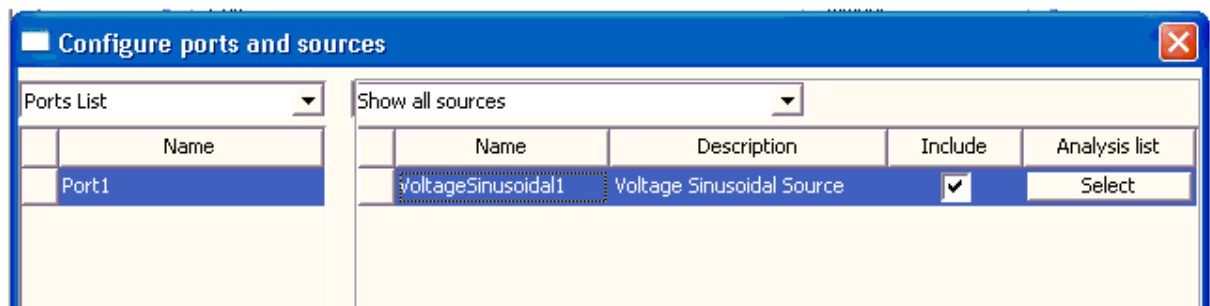 Configure ports and sources
Ports List Show all sources
Name Name Description Include Analysis list
Port1 VoltageSinusoidal1 Voltage Sinusoidal Source Select